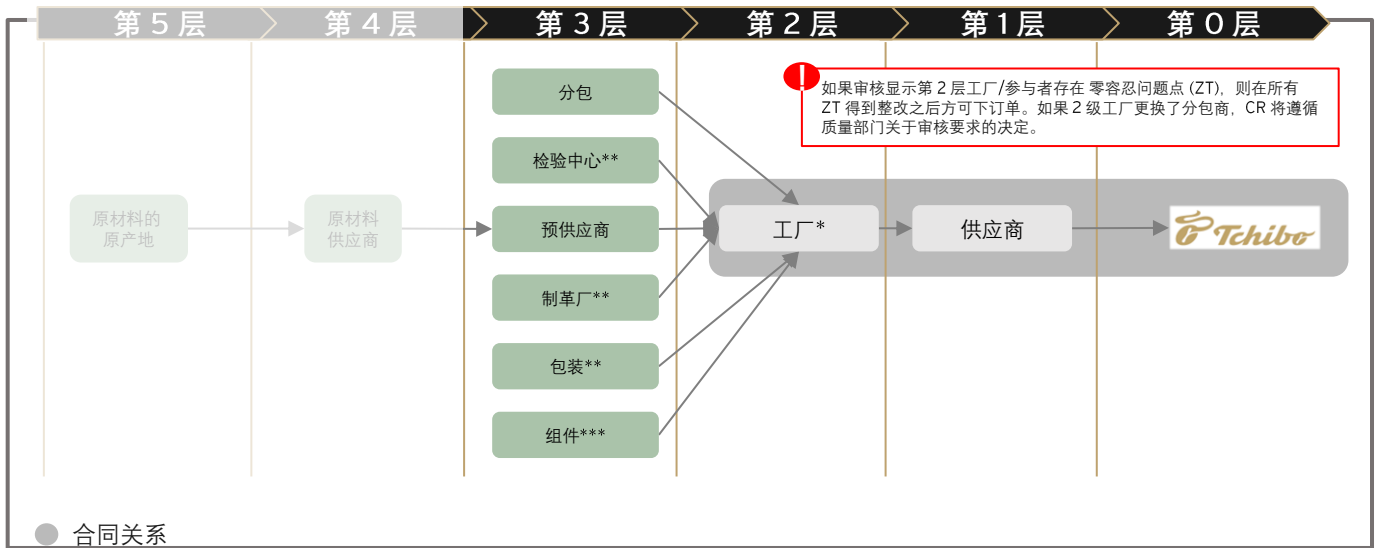 第 5 层
第 4 层
第 3 层
第 2 层
第 1 层
第 0 层
!
如果审核显示第 2 层工厂/参与者存在 零容忍问题点 (ZT)，则在所有
ZT 得到整改之后方可下订单。如果 2 级工厂更换了分包商，CR 将遵循
质量部门关于审核要求的决定。
分包
检验中心**
预供应商
制革厂**
包装**
组件***
原材料的
原产地
原材料
供应商
工厂*
供应商
Tchibo
合同关系